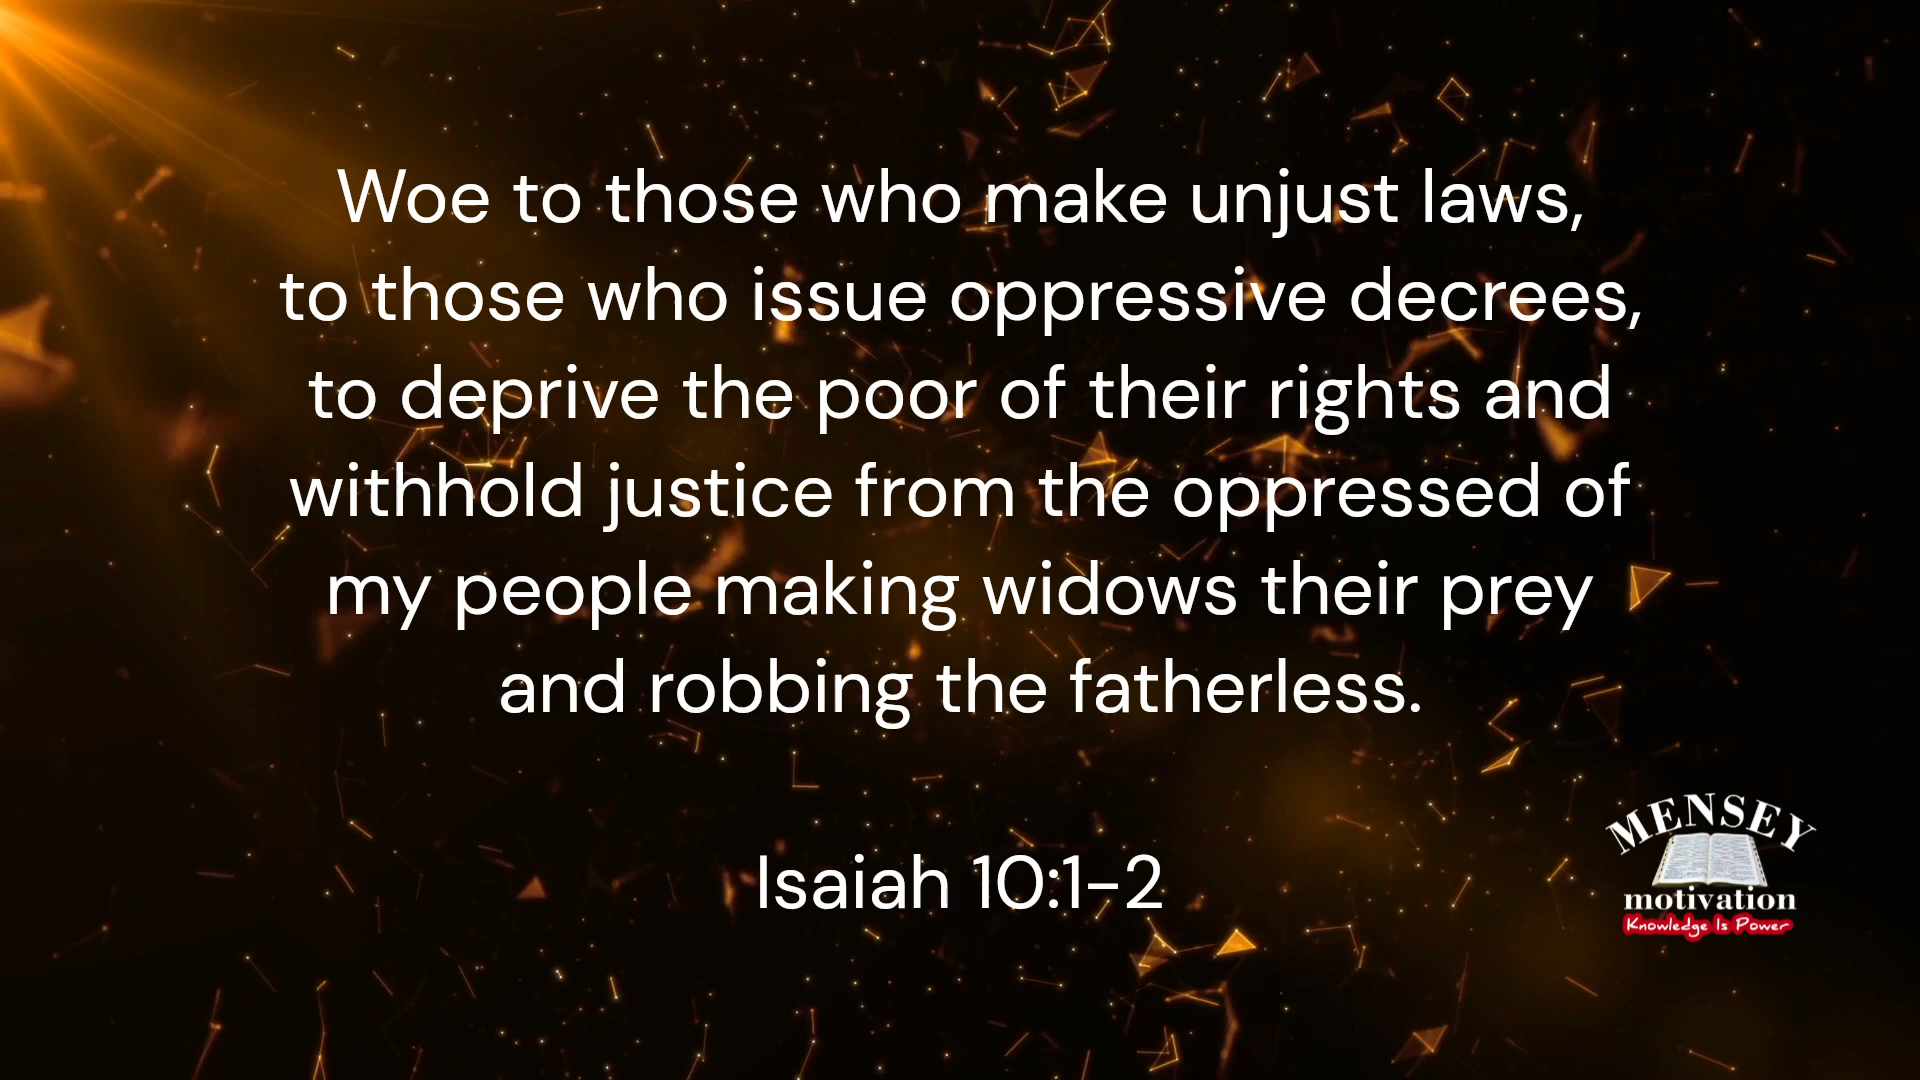 Woe to those who make unjust laws,
to those who issue oppressive decrees,
to deprive the poor of their rights and
withhold justice from the oppressed of
my people making widows their prey
and robbing the fatherless.
Isaiah 10:1-2
MENSEY
motivation
Knowledge Is Power